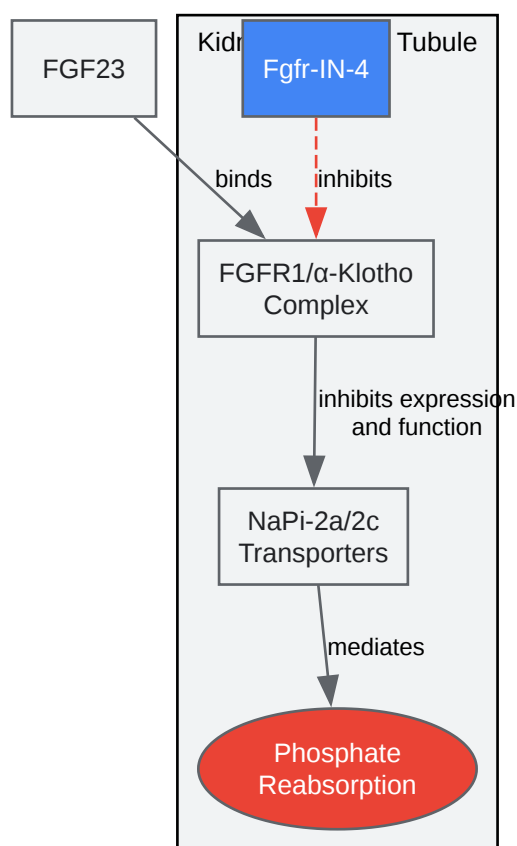 FGF23
Kid Tubule
Fgfr-IN-4
binds
inhibits
FGFR1/α-Klotho
Complex
inhibits expression
and function
NaPi-2a/2c
Transporters
mediates
Phosphate
Reabsorption